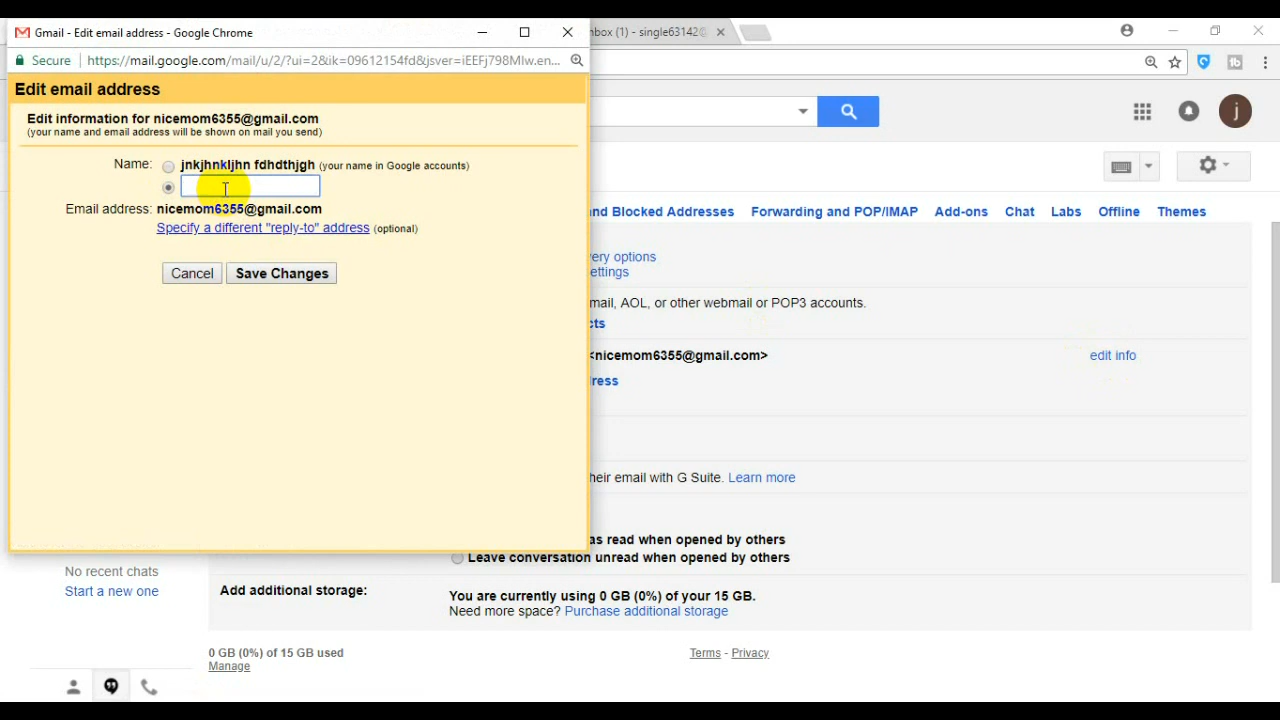 Gmail - Edit email address - Google Chrome
nbox (1) - single63142@
Secure https://mail.google.com/mail/u/2/?ui=2&ik=09612154fd&jsver=iEEFj798MIw.en...
Edit email address
Edit information for nicemom6355@gmail.com
(your name and email address will be shown on mail you send)
Name: jnkjhnkljhn fdhdthjgh (your name in Google accounts)
Email address: nicemom6355@gmail.com
Specify a different "reply-to" address (optional)
Cancel Save Changes
j
and Blocked Addresses Forwarding and POP/IMAP Add-ons Chat Labs Offline Themes
very options
ettings
mail, AOL, or other webmail or POP3 accounts.
cts
<nicemom6355@gmail.com> edit info
ress
heir email with G Suite. Learn more
as read when opened by others
Leave conversation unread when opened by others
No recent chats
Start a new one
Add additional storage: You are currently using 0 GB (0%) of your 15 GB.
Need more space? Purchase additional storage
0 GB (0%) of 15 GB used
Manage
Terms - Privacy